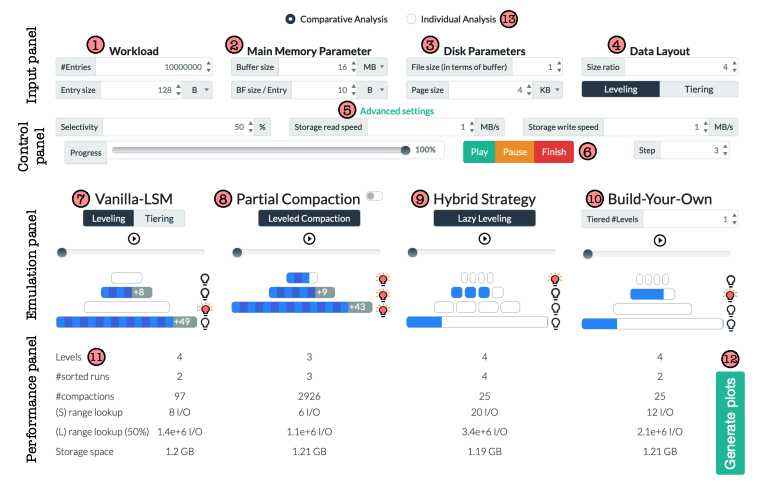 Comparative Analysis Individual Analysis 13
Input panel
1 Workload
#Entries 10000000
Entry size 128 B
2 Main Memory Parameter
Buffer size 16 MB
BF size / Entry 10 B
3 Disk Parameters
File size (in terms of buffer) 1
Page size 4 KB
4 Data Layout
Size ratio 4
Leveling Tiering
Control panel
5 Advanced settings
Selectivity 50 % Storage read speed 1 MB/s Storage write speed 1 MB/s
Progress 100% Play Pause Finish 6 Step 3
Emulation panel
7 Vanilla-LSM
Leveling Tiering
+8
+49
8 Partial Compaction
Leveled Compaction
+9
+43
9 Hybrid Strategy
Lazy Leveling
10 Build-Your-Own
Tiered #Levels 1
Performance panel
Levels 11 4 3 4 4
#sorted runs 2 3 4 2
#compactions 97 2926 25 25
(S) range lookup 8 I/O 6 I/O 20 I/O 12 I/O
(L) range lookup (50%) 1.4e+6 I/O 1.1e+6 I/O 3.4e+6 I/O 2.1e+6 I/O
Storage space 1.2 GB 1.21 GB 1.19 GB 1.21 GB
12
Generate plots